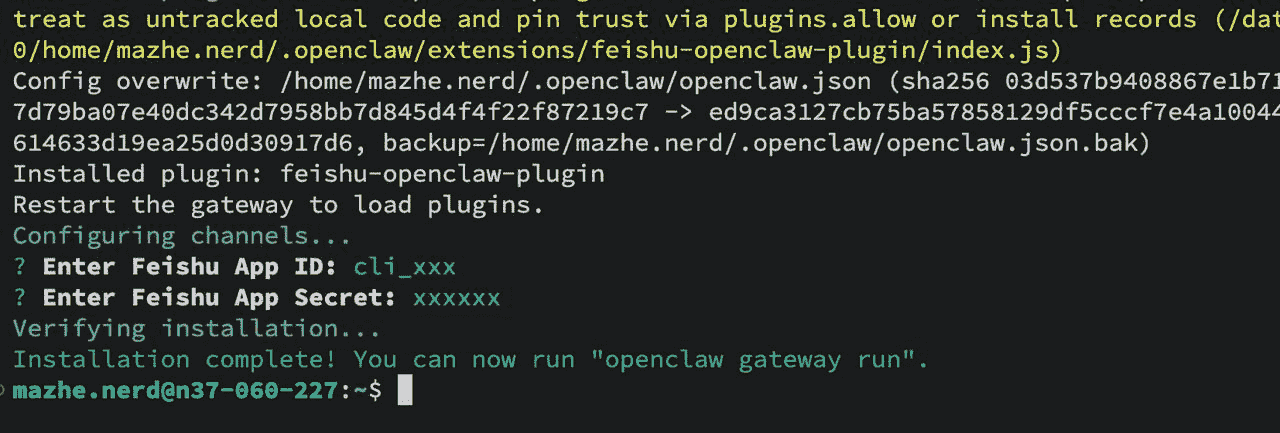 treat as untracked local code and pin trust via plugins.allow or install records (/dat
0/home/mazhe.nerd/.openclaw/extensions/feishu-openclaw-plugin/index.js)
Config overwrite: /home/mazhe.nerd/.openclaw/openclaw.json (sha256 03d537b9408867e1b71
7d79ba07e40dc342d7958bb7d845d4f4f22f87219c7 -> ed9ca3127cb75ba57858129df5cccf7e4a10044
614633d19ea25d0d30917d6, backup=/home/mazhe.nerd/.openclaw/openclaw.json.bak)
Installed plugin: feishu-openclaw-plugin
Restart the gateway to load plugins.
Configuring channels...
? Enter Feishu App ID: cli_xxx
? Enter Feishu App Secret: xxxxxx
Verifying installation...
Installation complete! You can now run "openclaw gateway run".
mazhe.nerd@n37-060-227:~$